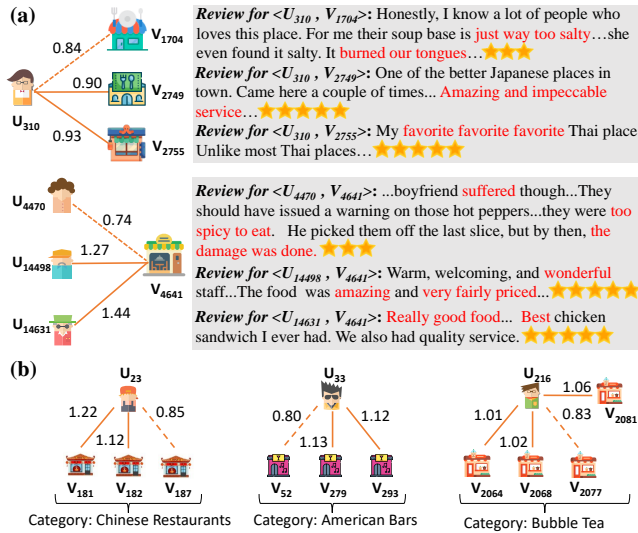 (a)
0.84
V1704
0.90
V2749
U310
0.93
V2755
Review for <U310 , V1704>: Honestly, I know a lot of people who
loves this place. For me their soup base is just way too salty…she
even found it salty. It burned our tongues…
Review for <U310 , V2749>: One of the better Japanese places in
town. Came here a couple of times... Amazing and impeccable
service…
Review for <U310 , V2755>: My favorite favorite favorite Thai place
Unlike most Thai places…
U4470
0.74
U14498
1.27
V4641
1.44
U14631
Review for <U4470 , V4641>: ...boyfriend suffered though...They
should have issued a warning on those hot peppers...they were too
spicy to eat. He picked them off the last slice, but by then, the
damage was done.
Review for <U14498 , V4641>: Warm, welcoming, and wonderful
staff...The food was amazing and very fairly priced...
Review for <U14631 , V4641>: Really good food... Best chicken
sandwich I ever had. We also had quality service.
(b)
U23
1.22
1.12
0.85
V181
V182
V187
Category: Chinese Restaurants
U33
0.80
1.13
1.12
V52
V279
V293
Category: American Bars
U216
1.06
V2081
1.01
1.02
0.83
V2064
V2068
V2077
Category: Bubble Tea